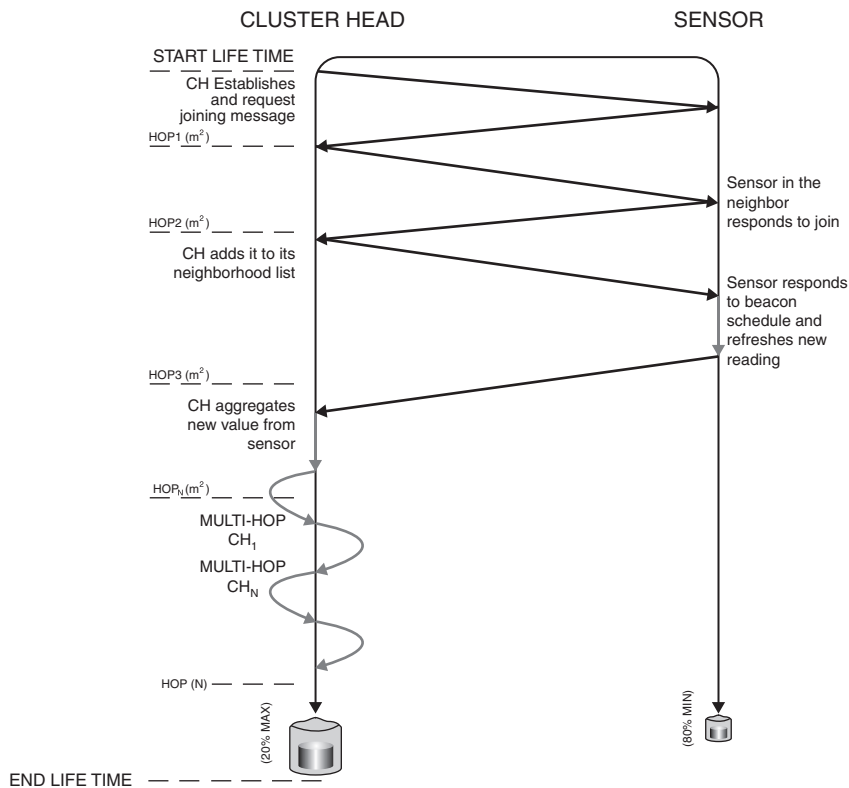 CLUSTER HEAD
SENSOR
START LIFE TIME
CH Establishes
and request
joining message
HOP1 (m²)
Sensor in the
neighbor
responds to join
HOP2 (m²)
CH adds it to its
neighborhood list
Sensor responds
to beacon
schedule and
refreshes new
reading
HOP3 (m²)
CH aggregates
new value from
sensor
HOP_N (m²)
MULTI-HOP
CH₁
MULTI-HOP
CH_N
HOP (N)
(20% MAX)
(80% MIN)
END LIFE TIME